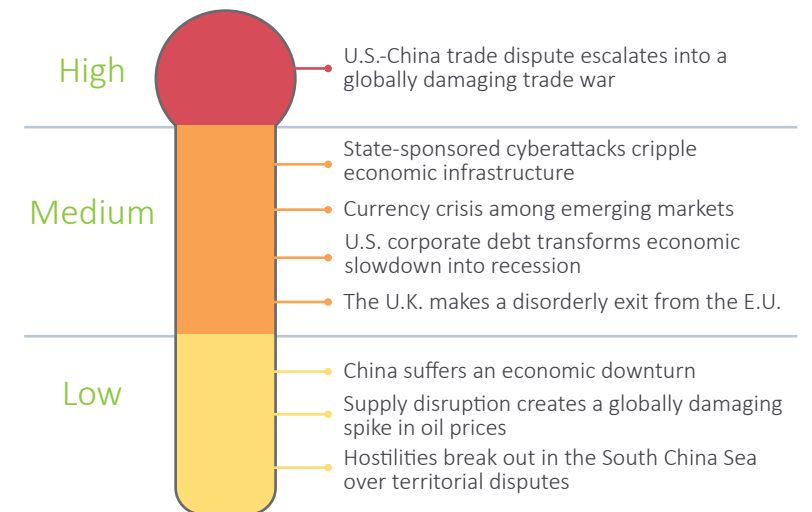 High
U.S.-China trade dispute escalates into a
globally damaging trade war
Medium
State-sponsored cyberattacks cripple
economic infrastructure
Currency crisis among emerging markets
U.S. corporate debt transforms economic
slowdown into recession
The U.K. makes a disorderly exit from the E.U.
Low
China suffers an economic downturn
Supply disruption creates a globally damaging
spike in oil prices
Hostilities break out in the South China Sea
over territorial disputes